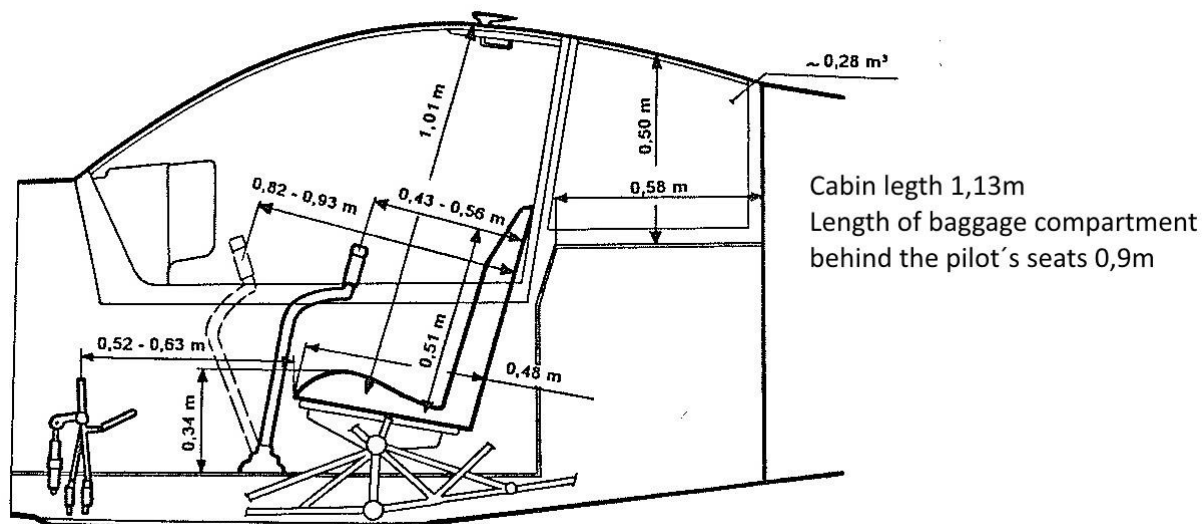 ~ 0,28 m³
1,01 m
0,50 m
0,82 - 0,93 m
0,43 - 0,56 m
0,58 m
Cabin legth 1,13m
Length of baggage compartment
behind the pilot´s seats 0,9m
0,52 - 0,63 m
0,51 m
0,48 m
0,34 m